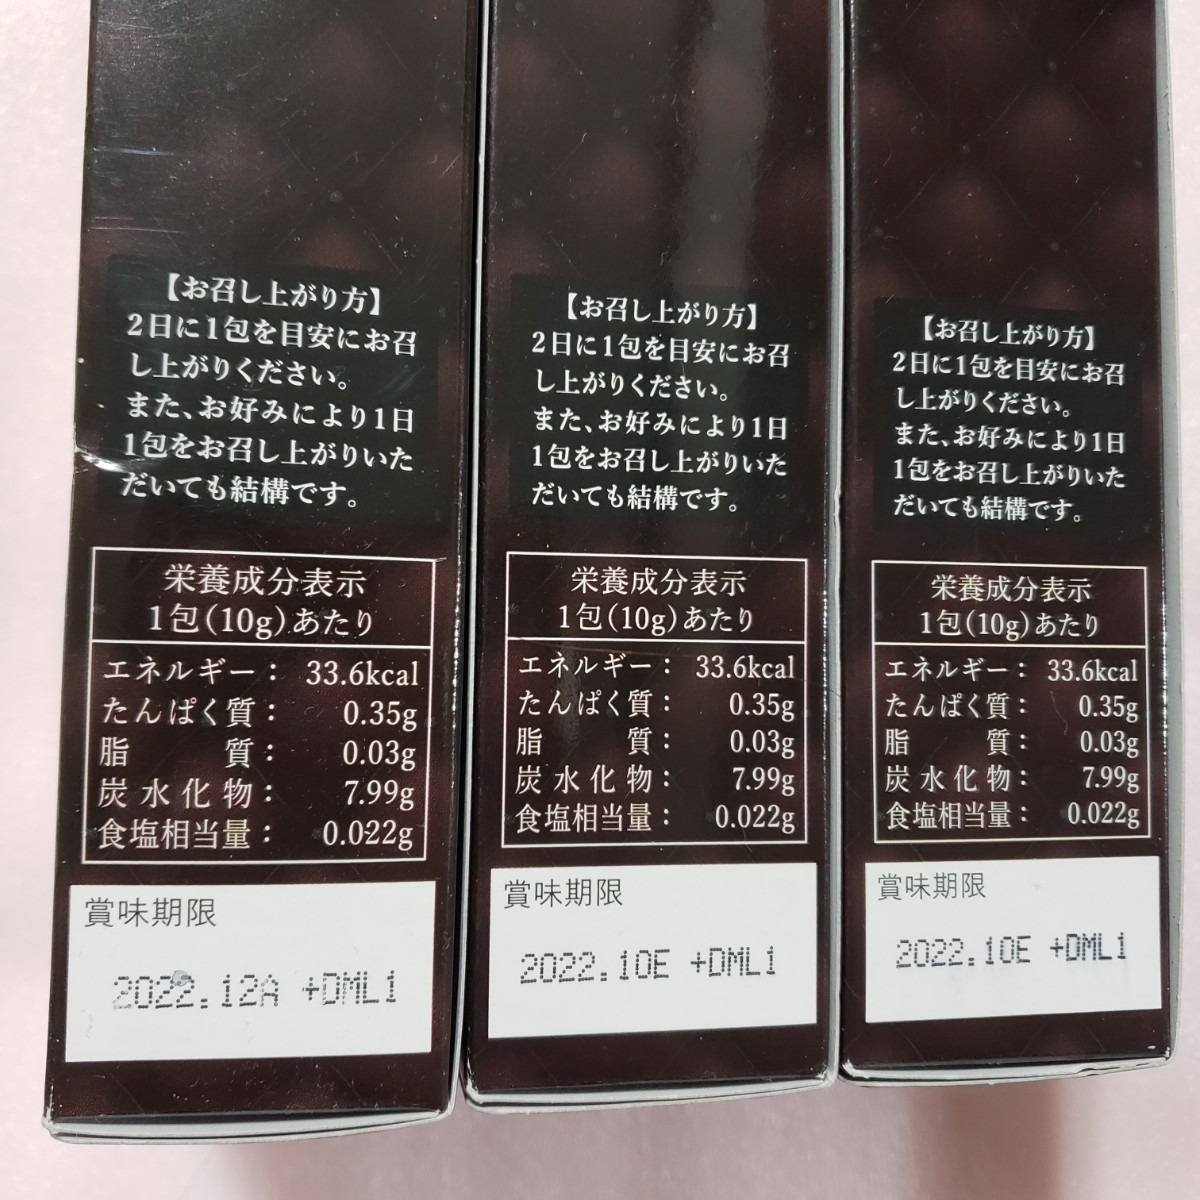 【お召し上がり方】
2日に1包を目安にお召
し上がりください。
また、お好みにより1日
1包をお召し上がりいた
だいても結構です。
栄養成分表示
1包(10g)あたり
エネルギー： 33.6kcal
たんぱく質： 0.35g
脂質： 0.03g
炭水化物： 7.99g
食塩相当量： 0.022g
賞味期限
2022.12A +DML1
【お召し上がり方】
2日に1包を目安にお召
し上がりください。
また、お好みにより1日
1包をお召し上がりいた
だいても結構です。
栄養成分表示
1包(10g)あたり
エネルギー： 33.6kcal
たんぱく質： 0.35g
脂質： 0.03g
炭水化物： 7.99g
食塩相当量： 0.022g
賞味期限
2022.10E +DML1
【お召し上がり方】
2日に1包を目安にお召
し上がりください。
また、お好みにより1日
1包をお召し上がりいた
だいても結構です。
栄養成分表示
1包(10g)あたり
エネルギー： 33.6kcal
たんぱく質： 0.35g
脂質： 0.03g
炭水化物： 7.99g
食塩相当量： 0.022g
賞味期限
2022.10E +DML1